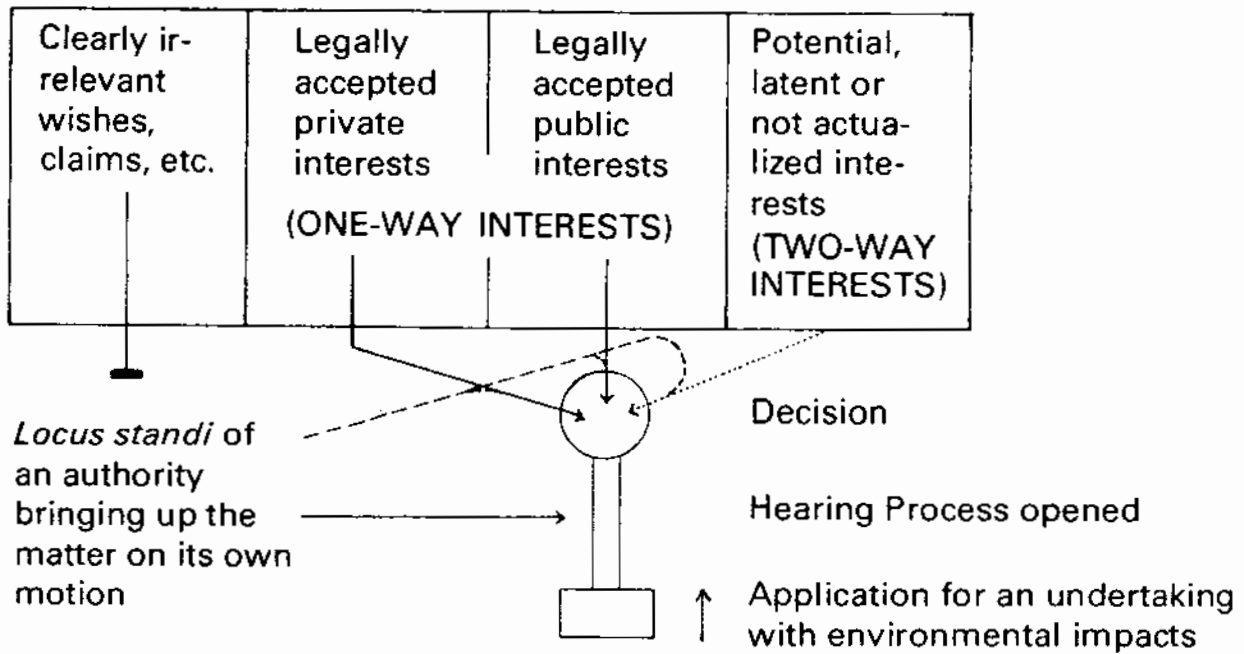 Clearly ir-
relevant
wishes,
claims, etc.
Legally
accepted
private
interests
Legally
accepted
public
interests
(ONE-WAY INTERESTS)
Potential,
latent or
not actua-
lized inte-
rests
(TWO-WAY
INTERESTS)
Locus standi of
an authority
bringing up the
matter on its own
motion
Decision
Hearing Process opened
Application for an undertaking
with environmental impacts